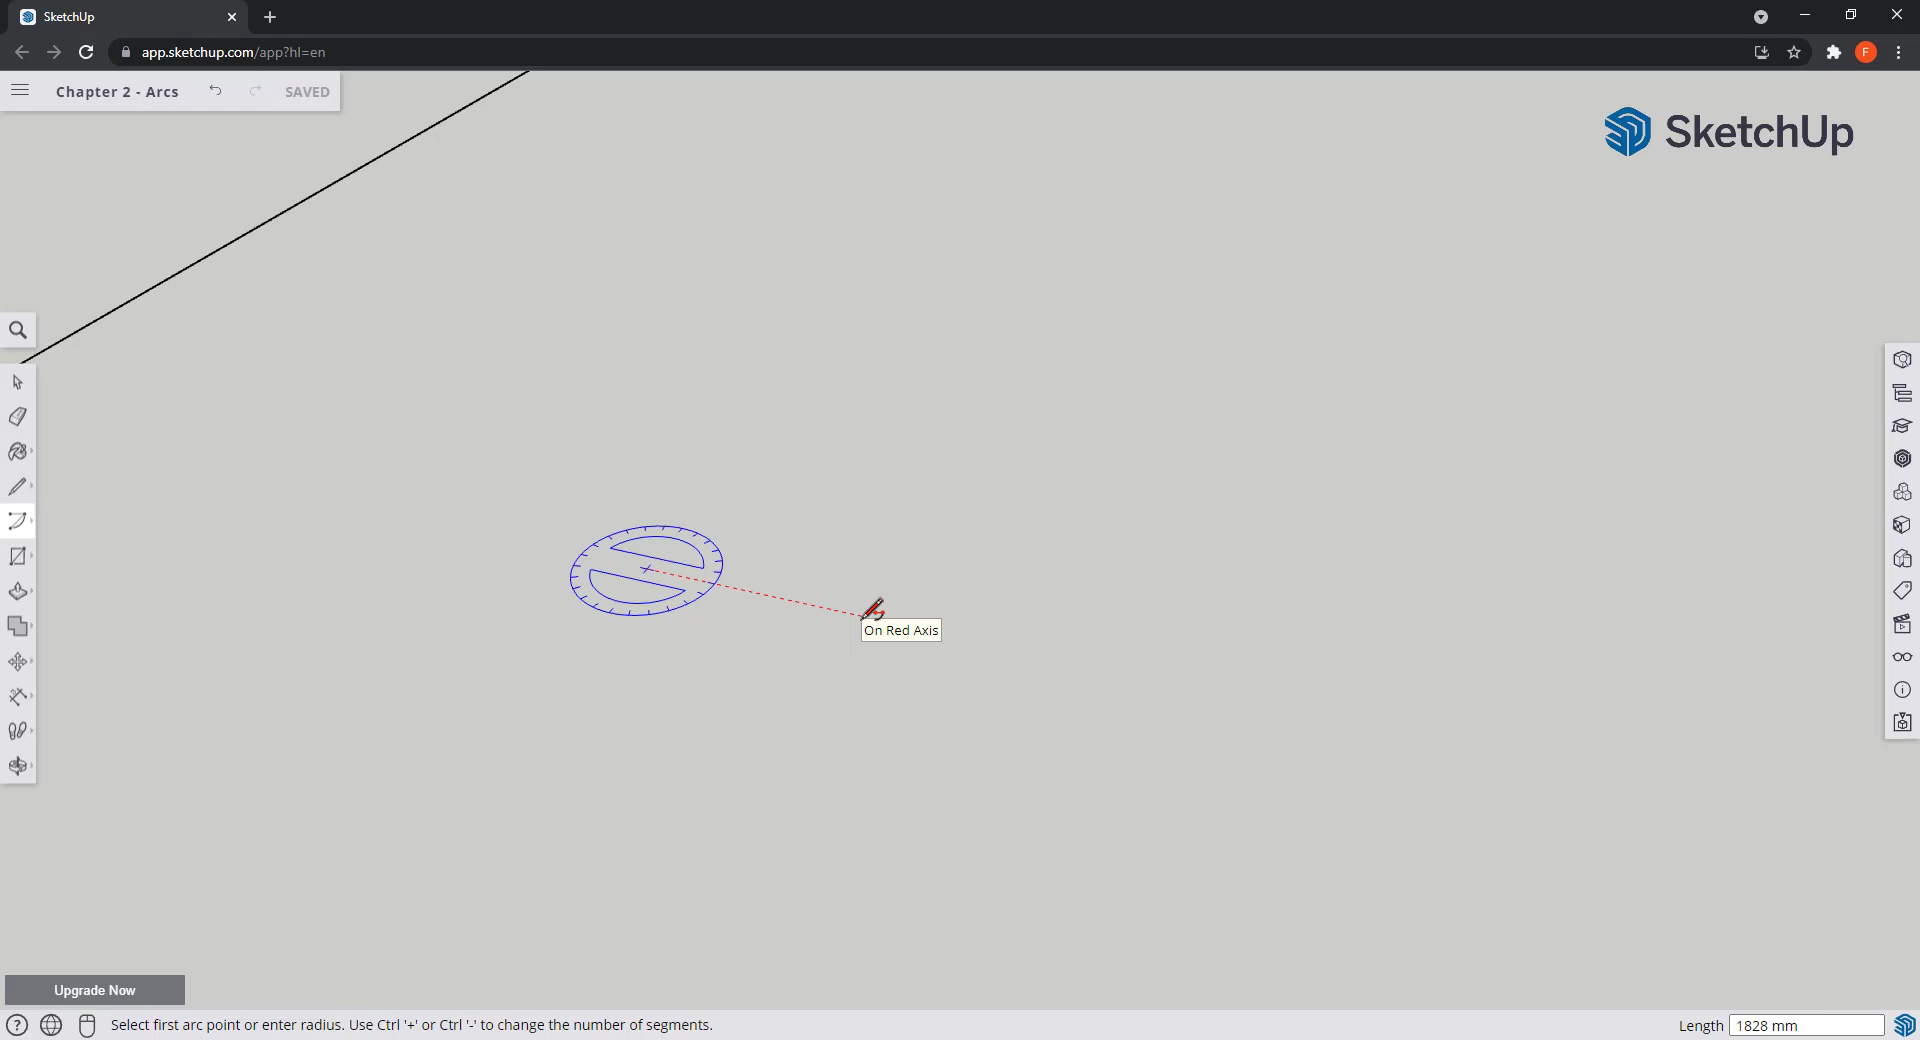 SketchUp
app.sketchup.com/app?hl=en
F
Chapter 2 - Arcs
SAVED
SketchUp
On Red Axis
Upgrade Now
Select first arc point or enter radius. Use Ctrl '+' or Ctrl '-' to change the number of segments.
Length 1828 mm